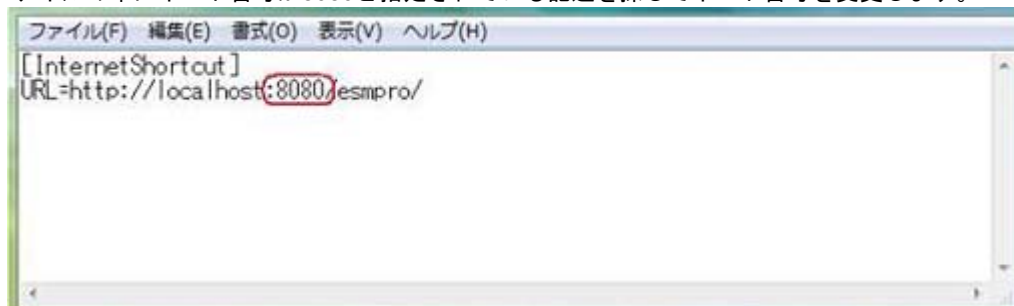 ファイル(F) 編集(E) 書式(O) 表示(V) ヘルプ(H)
[InternetShortcut]
URL=http://localhost:8080/esmpro/